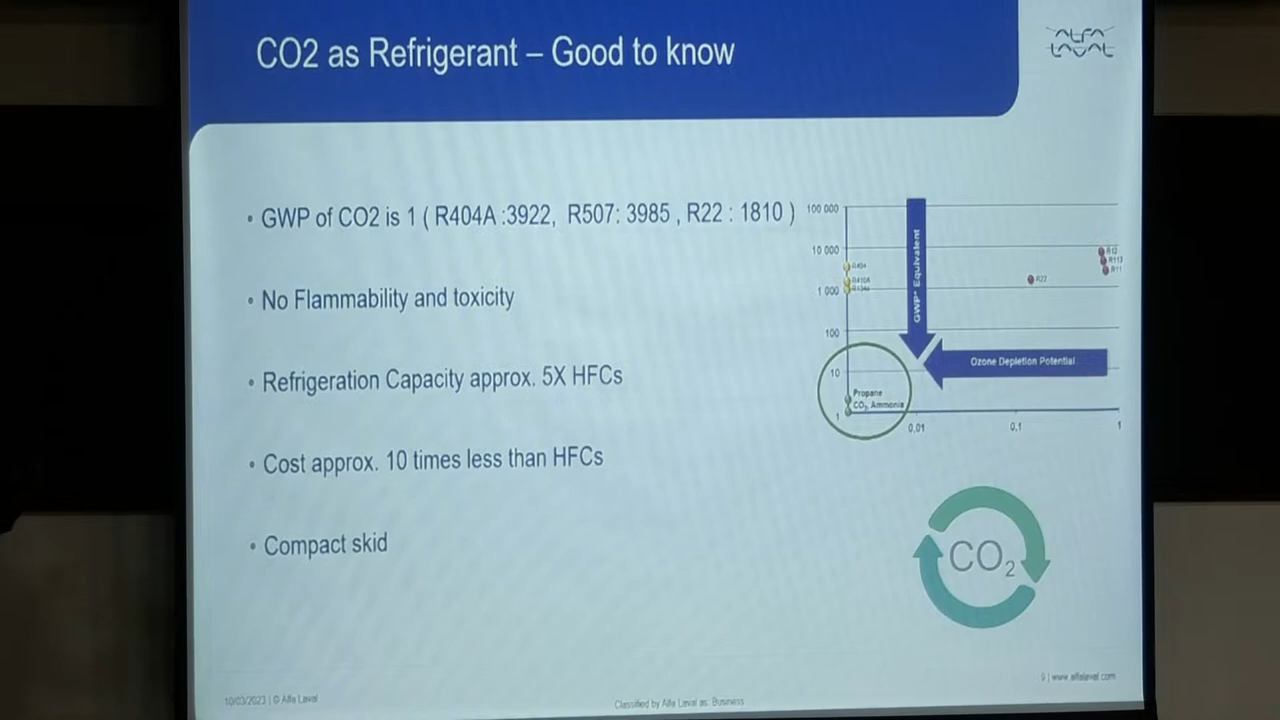 CO2 as Refrigerant – Good to know
ALFA
LAVAL
• GWP of CO2 is 1 ( R404A :3922, R507: 3985 , R22 : 1810 )
• No Flammability and toxicity
• Refrigeration Capacity approx. 5X HFCs
• Cost approx. 10 times less than HFCs
• Compact skid
100 000
10 000
1 000
100
10
1
GWP* Equivalent
Ozone Depletion Potential
R404
R410A
R134a
R22
R12
R113
R11
Propane
CO2, Ammonia
0,01
0,1
1
CO2
10/03/2023 | © Alfa Laval
Classified by Alfa Laval as: Business
9 | www.alfalaval.com